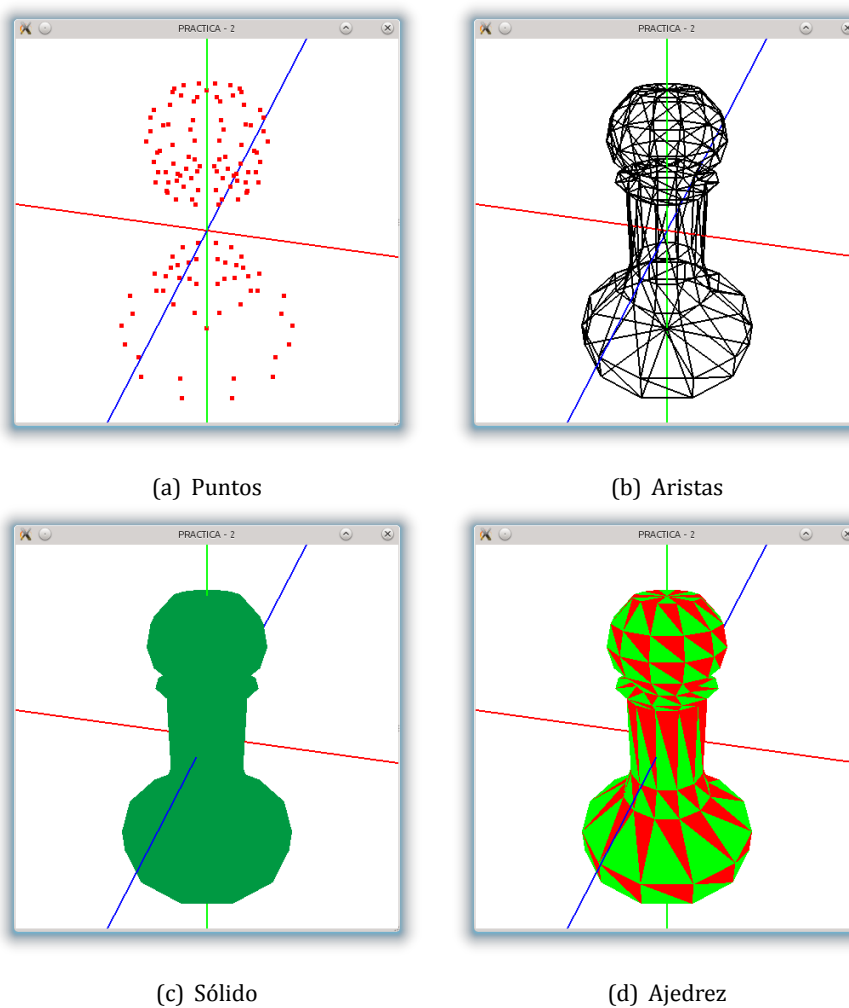 PRACTICA - 2
PRACTICA - 2
(a) Puntos
(b) Aristas
PRACTICA - 2
PRACTICA - 2
(c) Sólido
(d) Ajedrez